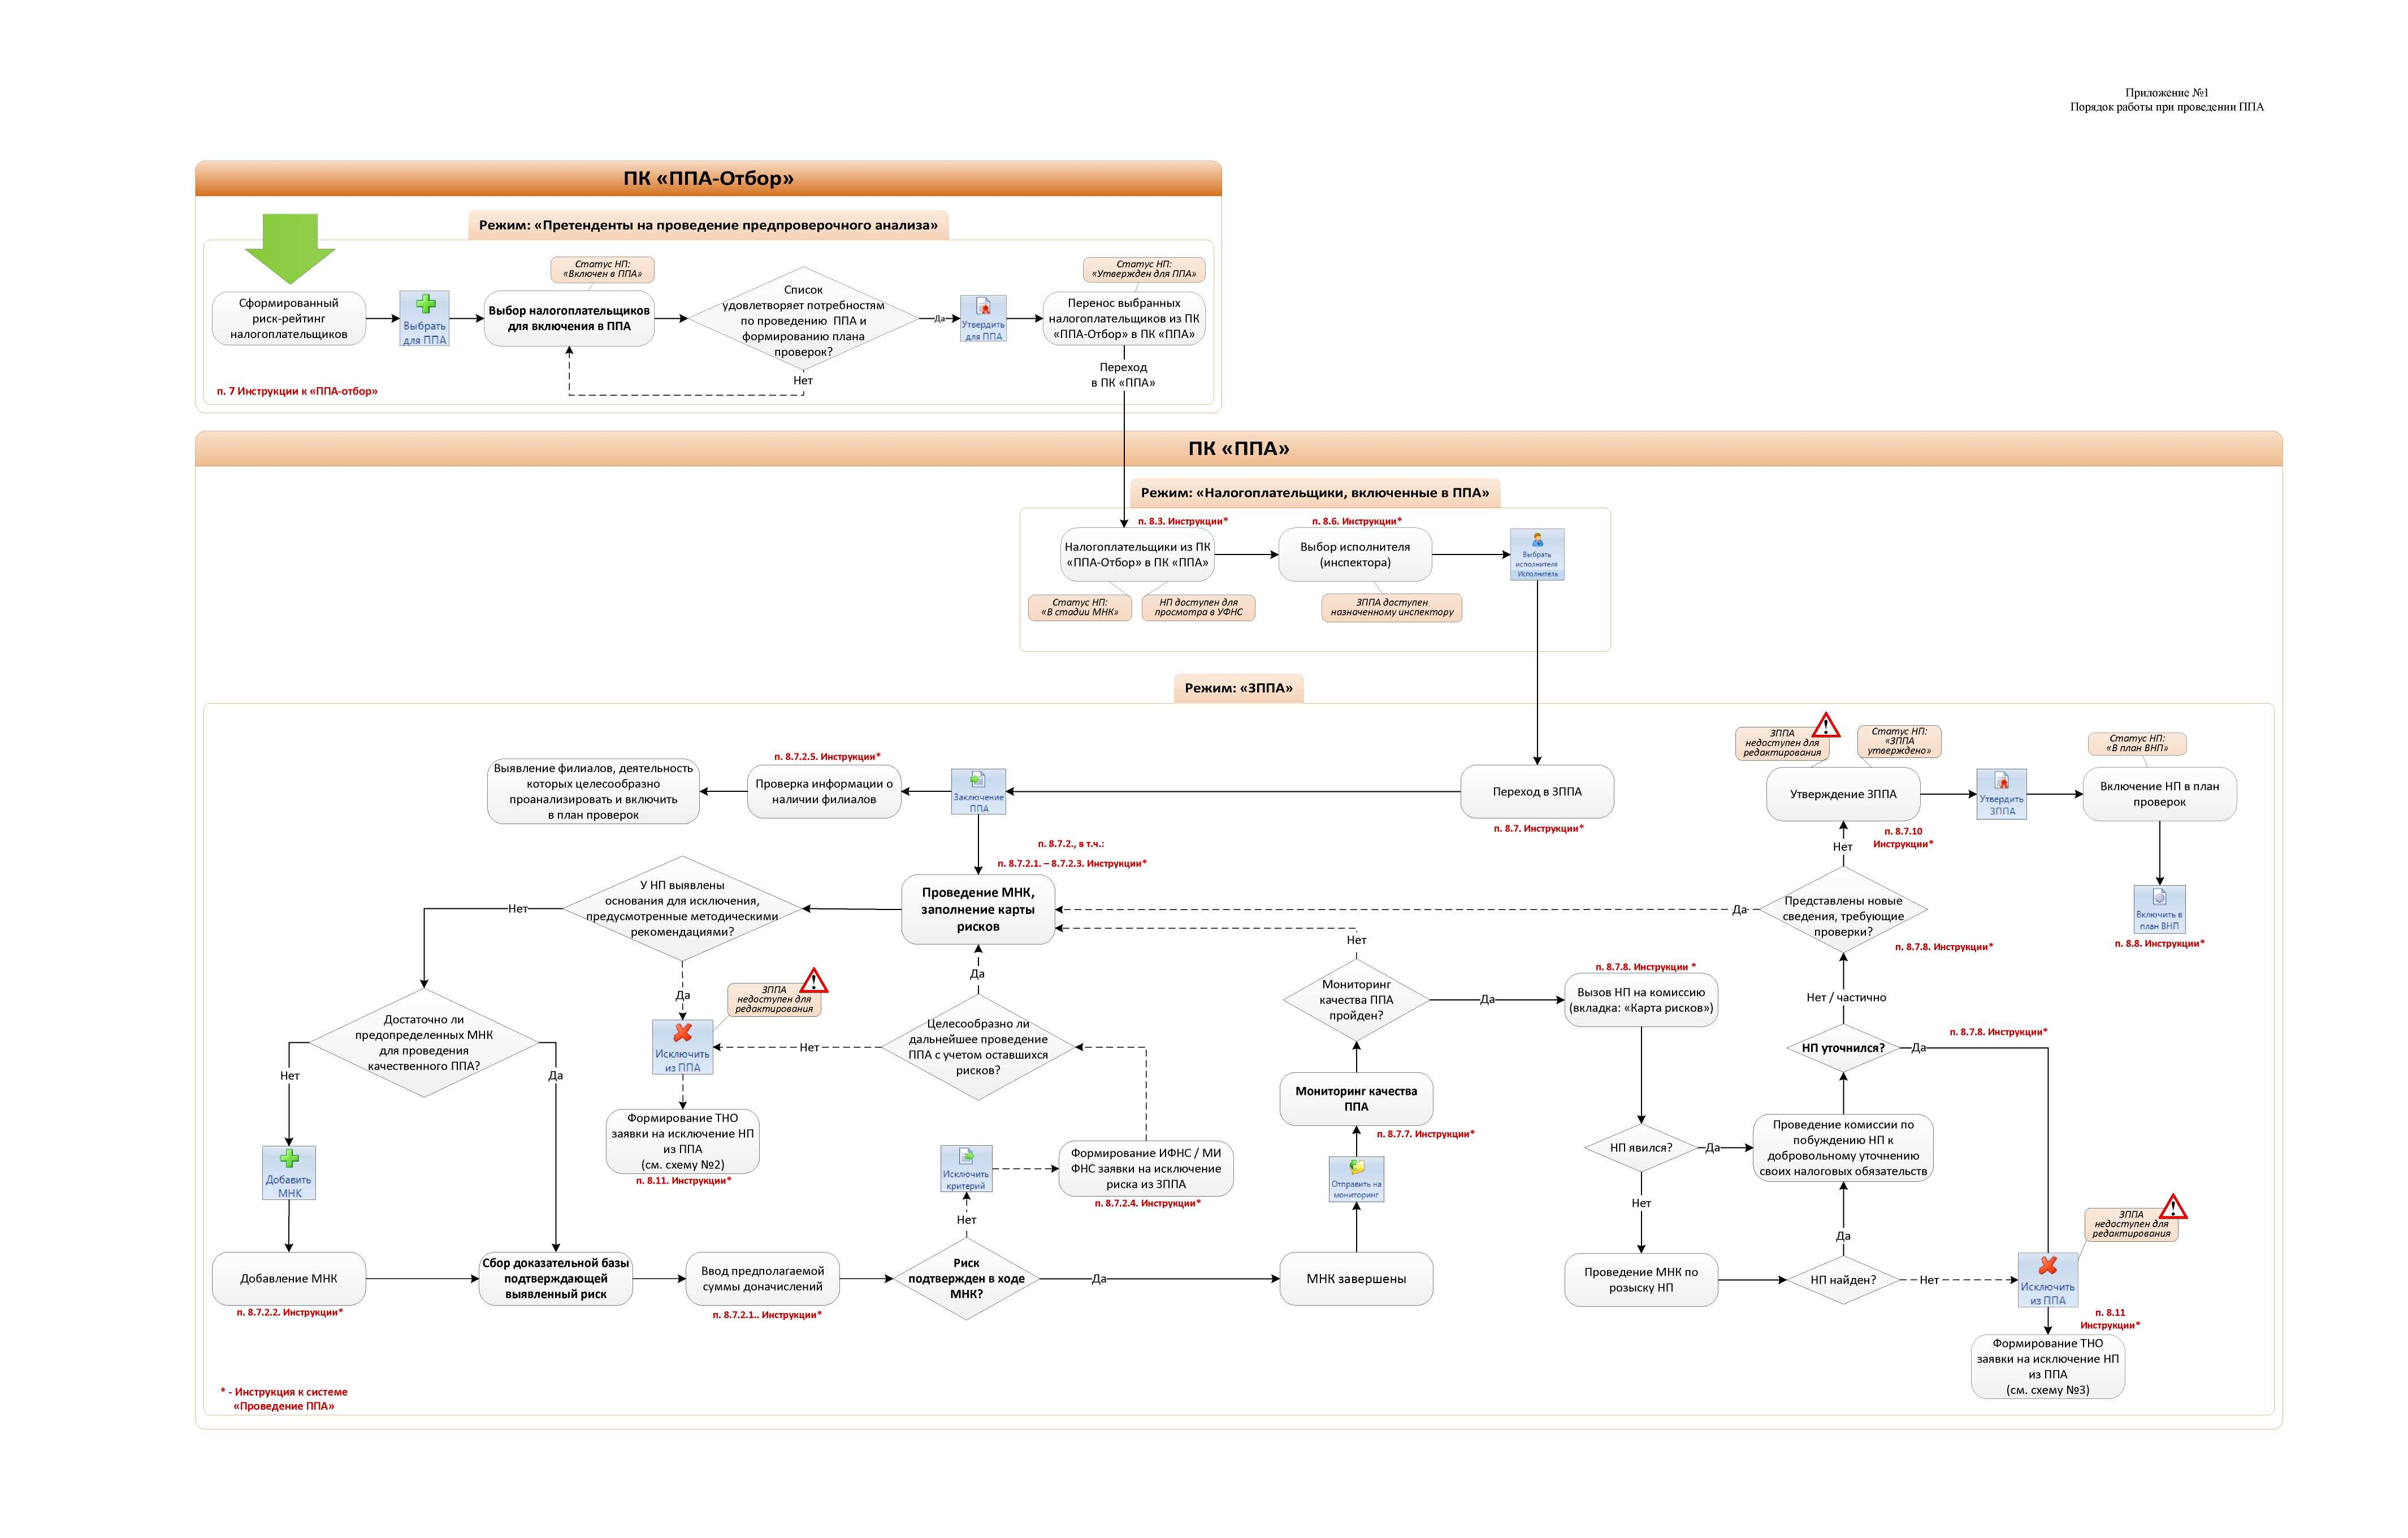 Приложение №1
Порядок работы при проведении ППА
ПК «ППА-Отбор»
Режим: «Претенденты на проведение предпроверочного анализа»
Сформированный
риск-рейтинг
налогоплательщиков
Выбрать
для ППА
Статус НП:
«Включен в ППА»
Выбор налогоплательщиков
для включения в ППА
Список
удовлетворяет потребностям
по проведению ППА и
формированию плана
проверок?
Да
Нет
Утвердить
для ППА
Статус НП:
«Утвержден для ППА»
Перенос выбранных
налогоплательщиков из ПК
«ППА-Отбор» в ПК «ППА»
Переход
в ПК «ППА»
п. 7 Инструкции к «ППА-отбор»
ПК «ППА»
Режим: «Налогоплательщики, включенные в ППА»
п. 8.3. Инструкции*
Налогоплательщики из ПК
«ППА-Отбор» в ПК «ППА»
Статус НП:
«В стадии МНК»
НП доступен для
просмотра в УФНС
п. 8.6. Инструкции*
Выбор исполнителя
(инспектора)
ЗППА доступен
назначенному инспектору
Выбрать
исполнителя
Исполнитель
Режим: «ЗППА»
Переход в ЗППА
п. 8.7. Инструкции*
Заключение
ППА
п. 8.7.2.5. Инструкции*
Проверка информации о
наличии филиалов
Выявление филиалов, деятельность
которых целесообразно
проанализировать и включить
в план проверок
п. 8.7.2., в т.ч.:
п. 8.7.2.1. – 8.7.2.3. Инструкции*
Проведение МНК,
заполнение карты
рисков
У НП выявлены
основания для исключения,
предусмотренные методическими
рекомендациями?
Нет
Да
Достаточно ли
предопределенных МНК
для проведения
качественного ППА?
Нет
Да
Добавить
МНК
Добавление МНК
п. 8.7.2.2. Инструкции*
ЗППА
недоступен для
редактирования
Исключить
из ППА
Формирование ТНО
заявки на исключение НП
из ППА
(см. схему №2)
п. 8.11. Инструкции*
Сбор доказательной базы
подтверждающей
выявленный риск
Ввод предполагаемой
суммы доначислений
п. 8.7.2.1.. Инструкции*
Риск
подтвержден в ходе
МНК?
Нет
Да
Исключить
критерий
Формирование ИФНС / МИ
ФНС заявки на исключение
риска из ЗППА
п. 8.7.2.4. Инструкции*
Целесообразно ли
дальнейшее проведение
ППА с учетом оставшихся
рисков?
Да
Нет
МНК завершены
Отправить на
мониторинг
Мониторинг качества
ППА
п. 8.7.7. Инструкции*
Мониторинг
качества ППА
пройден?
Нет
Да
п. 8.7.8. Инструкции *
Вызов НП на комиссию
(вкладка: «Карта рисков»)
НП явился?
Да
Нет
Проведение МНК по
розыску НП
НП найден?
Да
Нет
Проведение комиссии по
побуждению НП к
добровольному уточнению
своих налоговых обязательств
НП уточнился?
Да
п. 8.7.8. Инструкции*
Нет / частично
Представлены новые
сведения, требующие
проверки?
Да
Нет
п. 8.7.8. Инструкции*
ЗППА
недоступен для
редактирования
Статус НП:
«ЗППА
утверждено»
Утверждение ЗППА
п. 8.7.10
Инструкции*
Утвердить
ЗППА
Статус НП:
«В план ВНП»
Включение НП в план
проверок
Включить в
план ВНП
п. 8.8. Инструкции*
ЗППА
недоступен для
редактирования
Исключить
из ППА
п. 8.11
Инструкции*
Формирование ТНО
заявки на исключение НП
из ППА
(см. схему №3)
* - Инструкция к системе
«Проведение ППА»